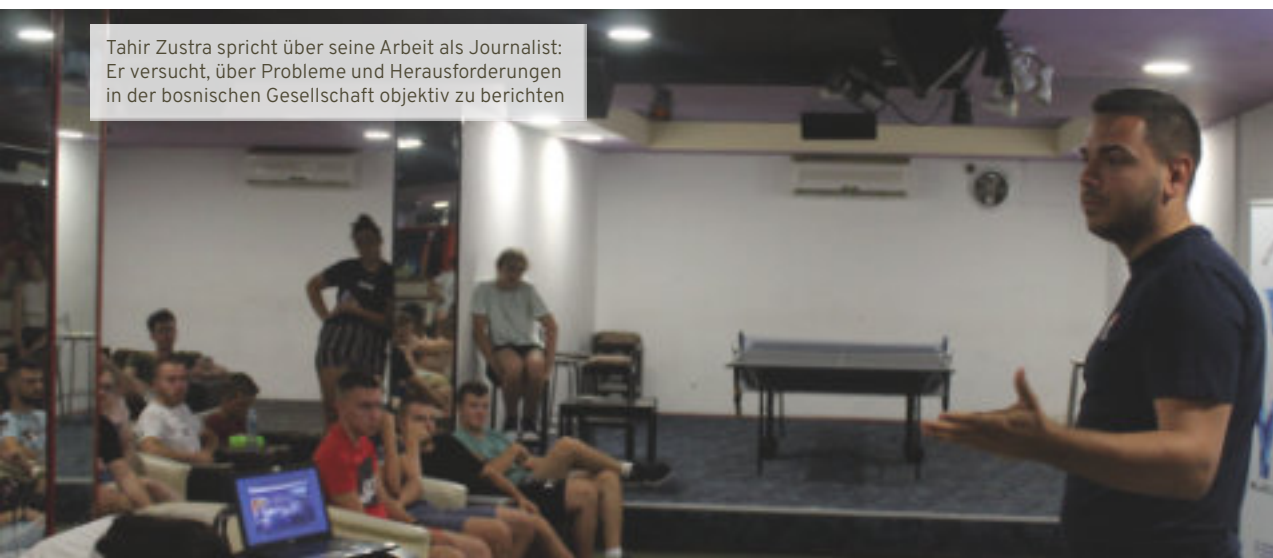 Tahir Zustra spricht über seine Arbeit als Journalist:
Er versucht, über Probleme und Herausforderungen
in der bosnischen Gesellschaft objektiv zu berichten